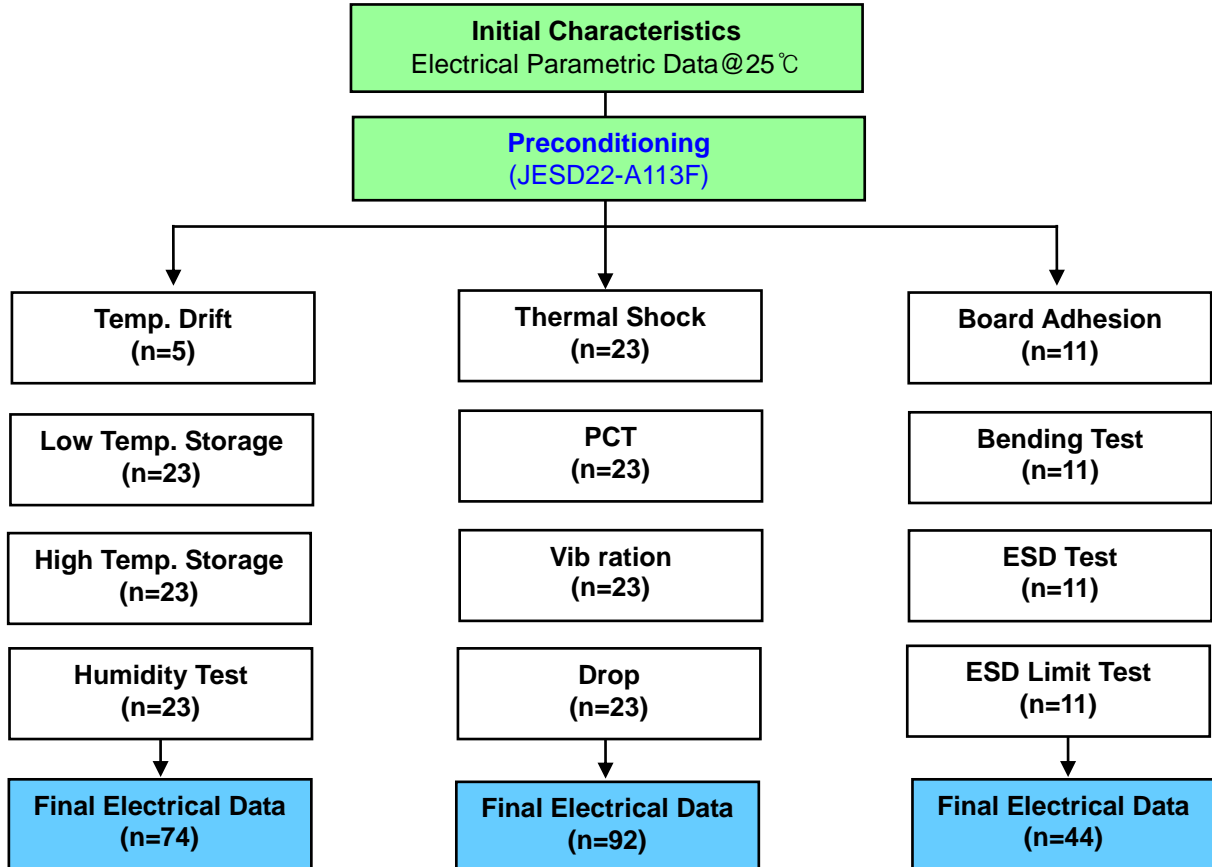 Initial Characteristics
Electrical Parametric Data@25℃
Preconditioning
(JESD22-A113F)
Temp. Drift
(n=5)
Low Temp. Storage
(n=23)
High Temp. Storage
(n=23)
Humidity Test
(n=23)
Final Electrical Data
(n=74)
Thermal Shock
(n=23)
PCT
(n=23)
Vib ration
(n=23)
Drop
(n=23)
Final Electrical Data
(n=92)
Board Adhesion
(n=11)
Bending Test
(n=11)
ESD Test
(n=11)
ESD Limit Test
(n=11)
Final Electrical Data
(n=44)